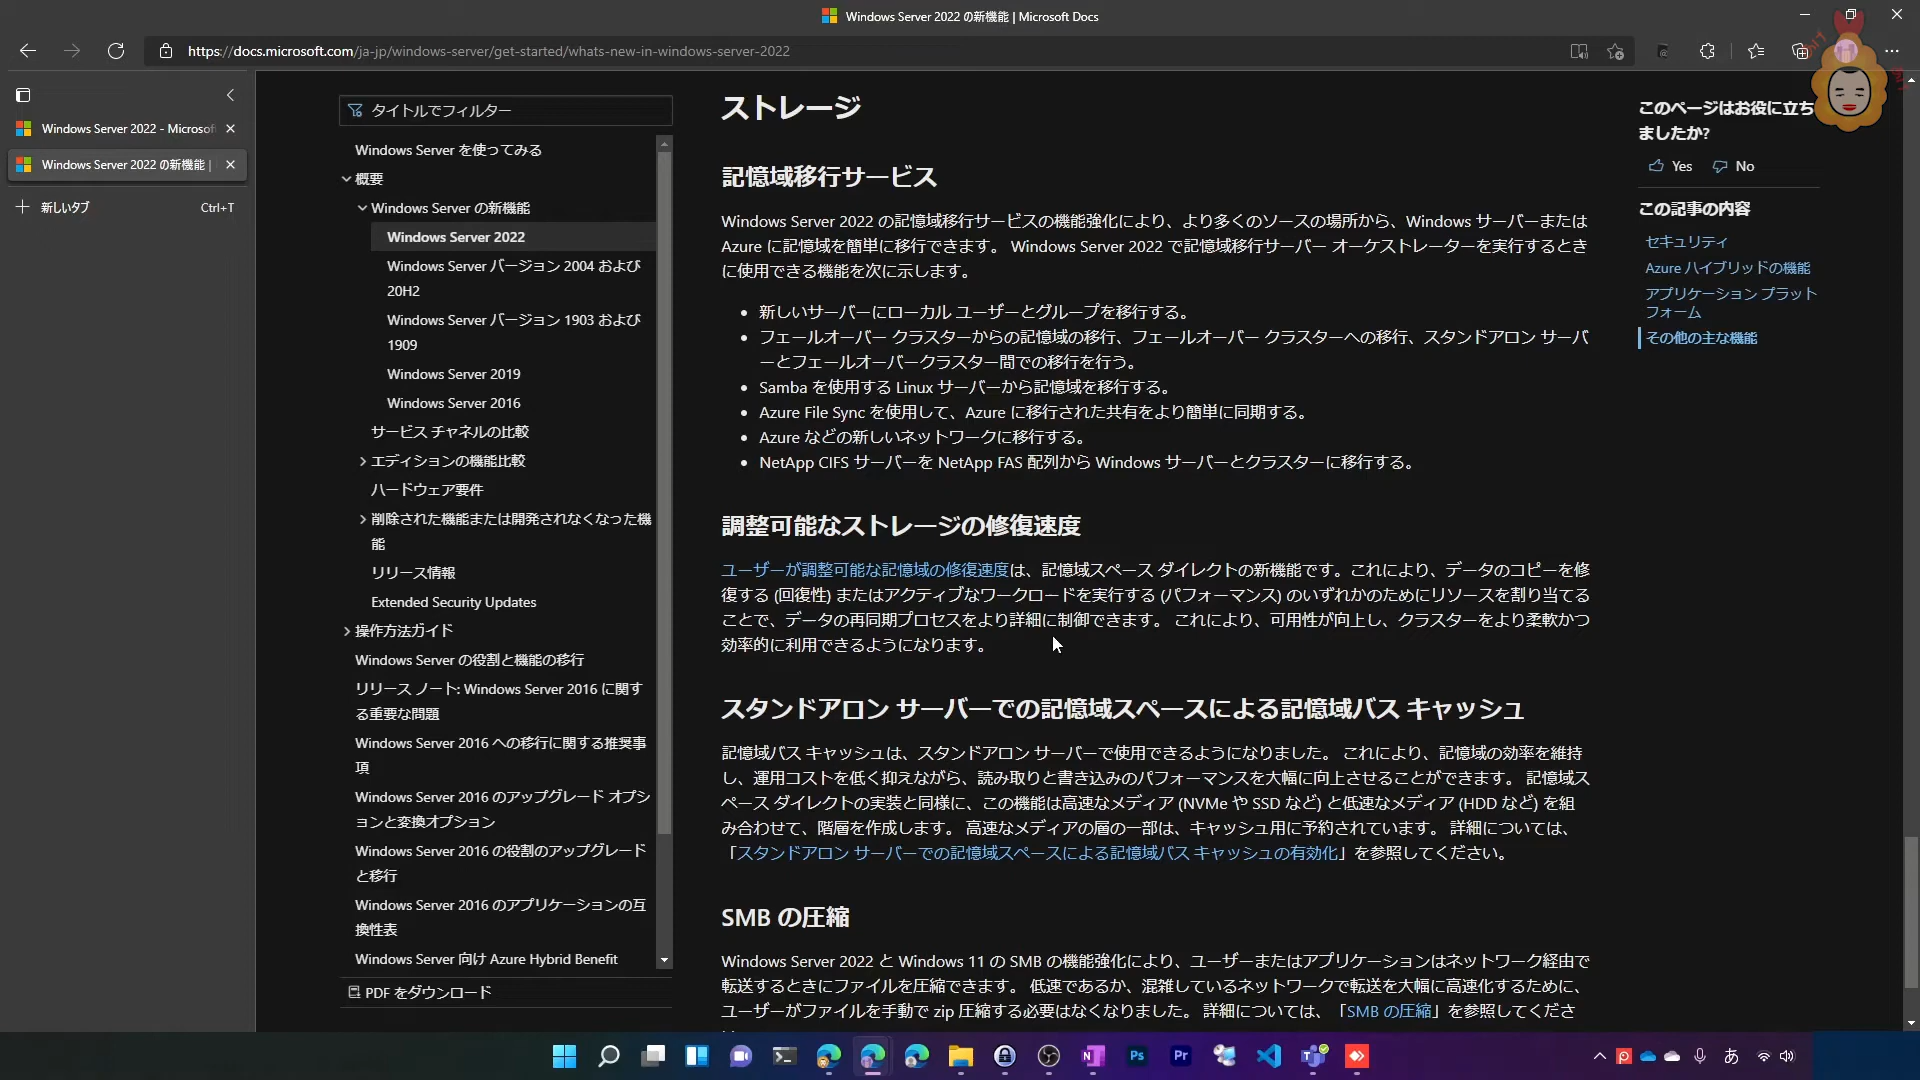 Windows Server 2022 の新機能 | Microsoft Docs
https://docs.microsoft.com/ja-jp/windows-server/get-started/whats-new-in-windows-server-2022
Windows Server 2022 - Microsof
Windows Server 2022 の新機能 |
新しいタブ Ctrl+T
タイトルでフィルター
Windows Server を使ってみる
概要
Windows Server の新機能
Windows Server 2022
Windows Server バージョン 2004 および
20H2
Windows Server バージョン 1903 および
1909
Windows Server 2019
Windows Server 2016
サービス チャネルの比較
エディションの機能比較
ハードウェア要件
削除された機能または開発されなくなった機
能
リリース情報
Extended Security Updates
操作方法ガイド
Windows Server の役割と機能の移行
リリース ノート: Windows Server 2016 に関す
る重要な問題
Windows Server 2016 への移行に関する推奨事
項
Windows Server 2016 のアップグレード オプシ
ョンと変換オプション
Windows Server 2016 の役割のアップグレード
と移行
Windows Server 2016 のアプリケーションの互
換性表
Windows Server 向け Azure Hybrid Benefit
PDF をダウンロード
ストレージ
記憶域移行サービス
Windows Server 2022 の記憶域移行サービスの機能強化により、より多くのソースの場所から、Windows サーバーまたは
Azure に記憶域を簡単に移行できます。 Windows Server 2022 で記憶域移行サーバー オーケストレーターを実行するとき
に使用できる機能を次に示します。
• 新しいサーバーにローカル ユーザーとグループを移行する。
• フェールオーバー クラスターからの記憶域の移行、フェールオーバー クラスターへの移行、スタンドアロン サーバ
ーとフェールオーバークラスター間での移行を行う。
• Samba を使用する Linux サーバーから記憶域を移行する。
• Azure File Sync を使用して、Azure に移行された共有をより簡単に同期する。
• Azure などの新しいネットワークに移行する。
• NetApp CIFS サーバーを NetApp FAS 配列から Windows サーバーとクラスターに移行する。
調整可能なストレージの修復速度
ユーザーが調整可能な記憶域の修復速度は、記憶域スペース ダイレクトの新機能です。これにより、データのコピーを修
復する (回復性) またはアクティブなワークロードを実行する (パフォーマンス) のいずれかのためにリソースを割り当てる
ことで、データの再同期プロセスをより詳細に制御できます。 これにより、可用性が向上し、クラスターをより柔軟かつ
効率的に利用できるようになります。
スタンドアロン サーバーでの記憶域スペースによる記憶域バス キャッシュ
記憶域バス キャッシュは、スタンドアロン サーバーで使用できるようになりました。 これにより、記憶域の効率を維持
し、運用コストを低く抑えながら、読み取りと書き込みのパフォーマンスを大幅に向上させることができます。 記憶域ス
ペース ダイレクトの実装と同様に、この機能は高速なメディア (NVMe や SSD など) と低速なメディア (HDD など) を組
み合わせて、階層を作成します。 高速なメディアの層の一部は、キャッシュ用に予約されています。 詳細については、
「スタンドアロン サーバーでの記憶域スペースによる記憶域バス キャッシュの有効化」を参照してください。
SMB の圧縮
Windows Server 2022 と Windows 11 の SMB の機能強化により、ユーザーまたはアプリケーションはネットワーク経由で
転送するときにファイルを圧縮できます。 低速であるか、混雑しているネットワークで転送を大幅に高速化するために、
ユーザーがファイルを手動で zip 圧縮する必要はなくなりました。 詳細については、「SMB の圧縮」を参照してくださ
このページはお役に立ち
ましたか?
Yes No
この記事の内容
セキュリティ
Azure ハイブリッドの機能
アプリケーション プラット
フォーム
その他の主な機能
N
Ps
Pr
あ